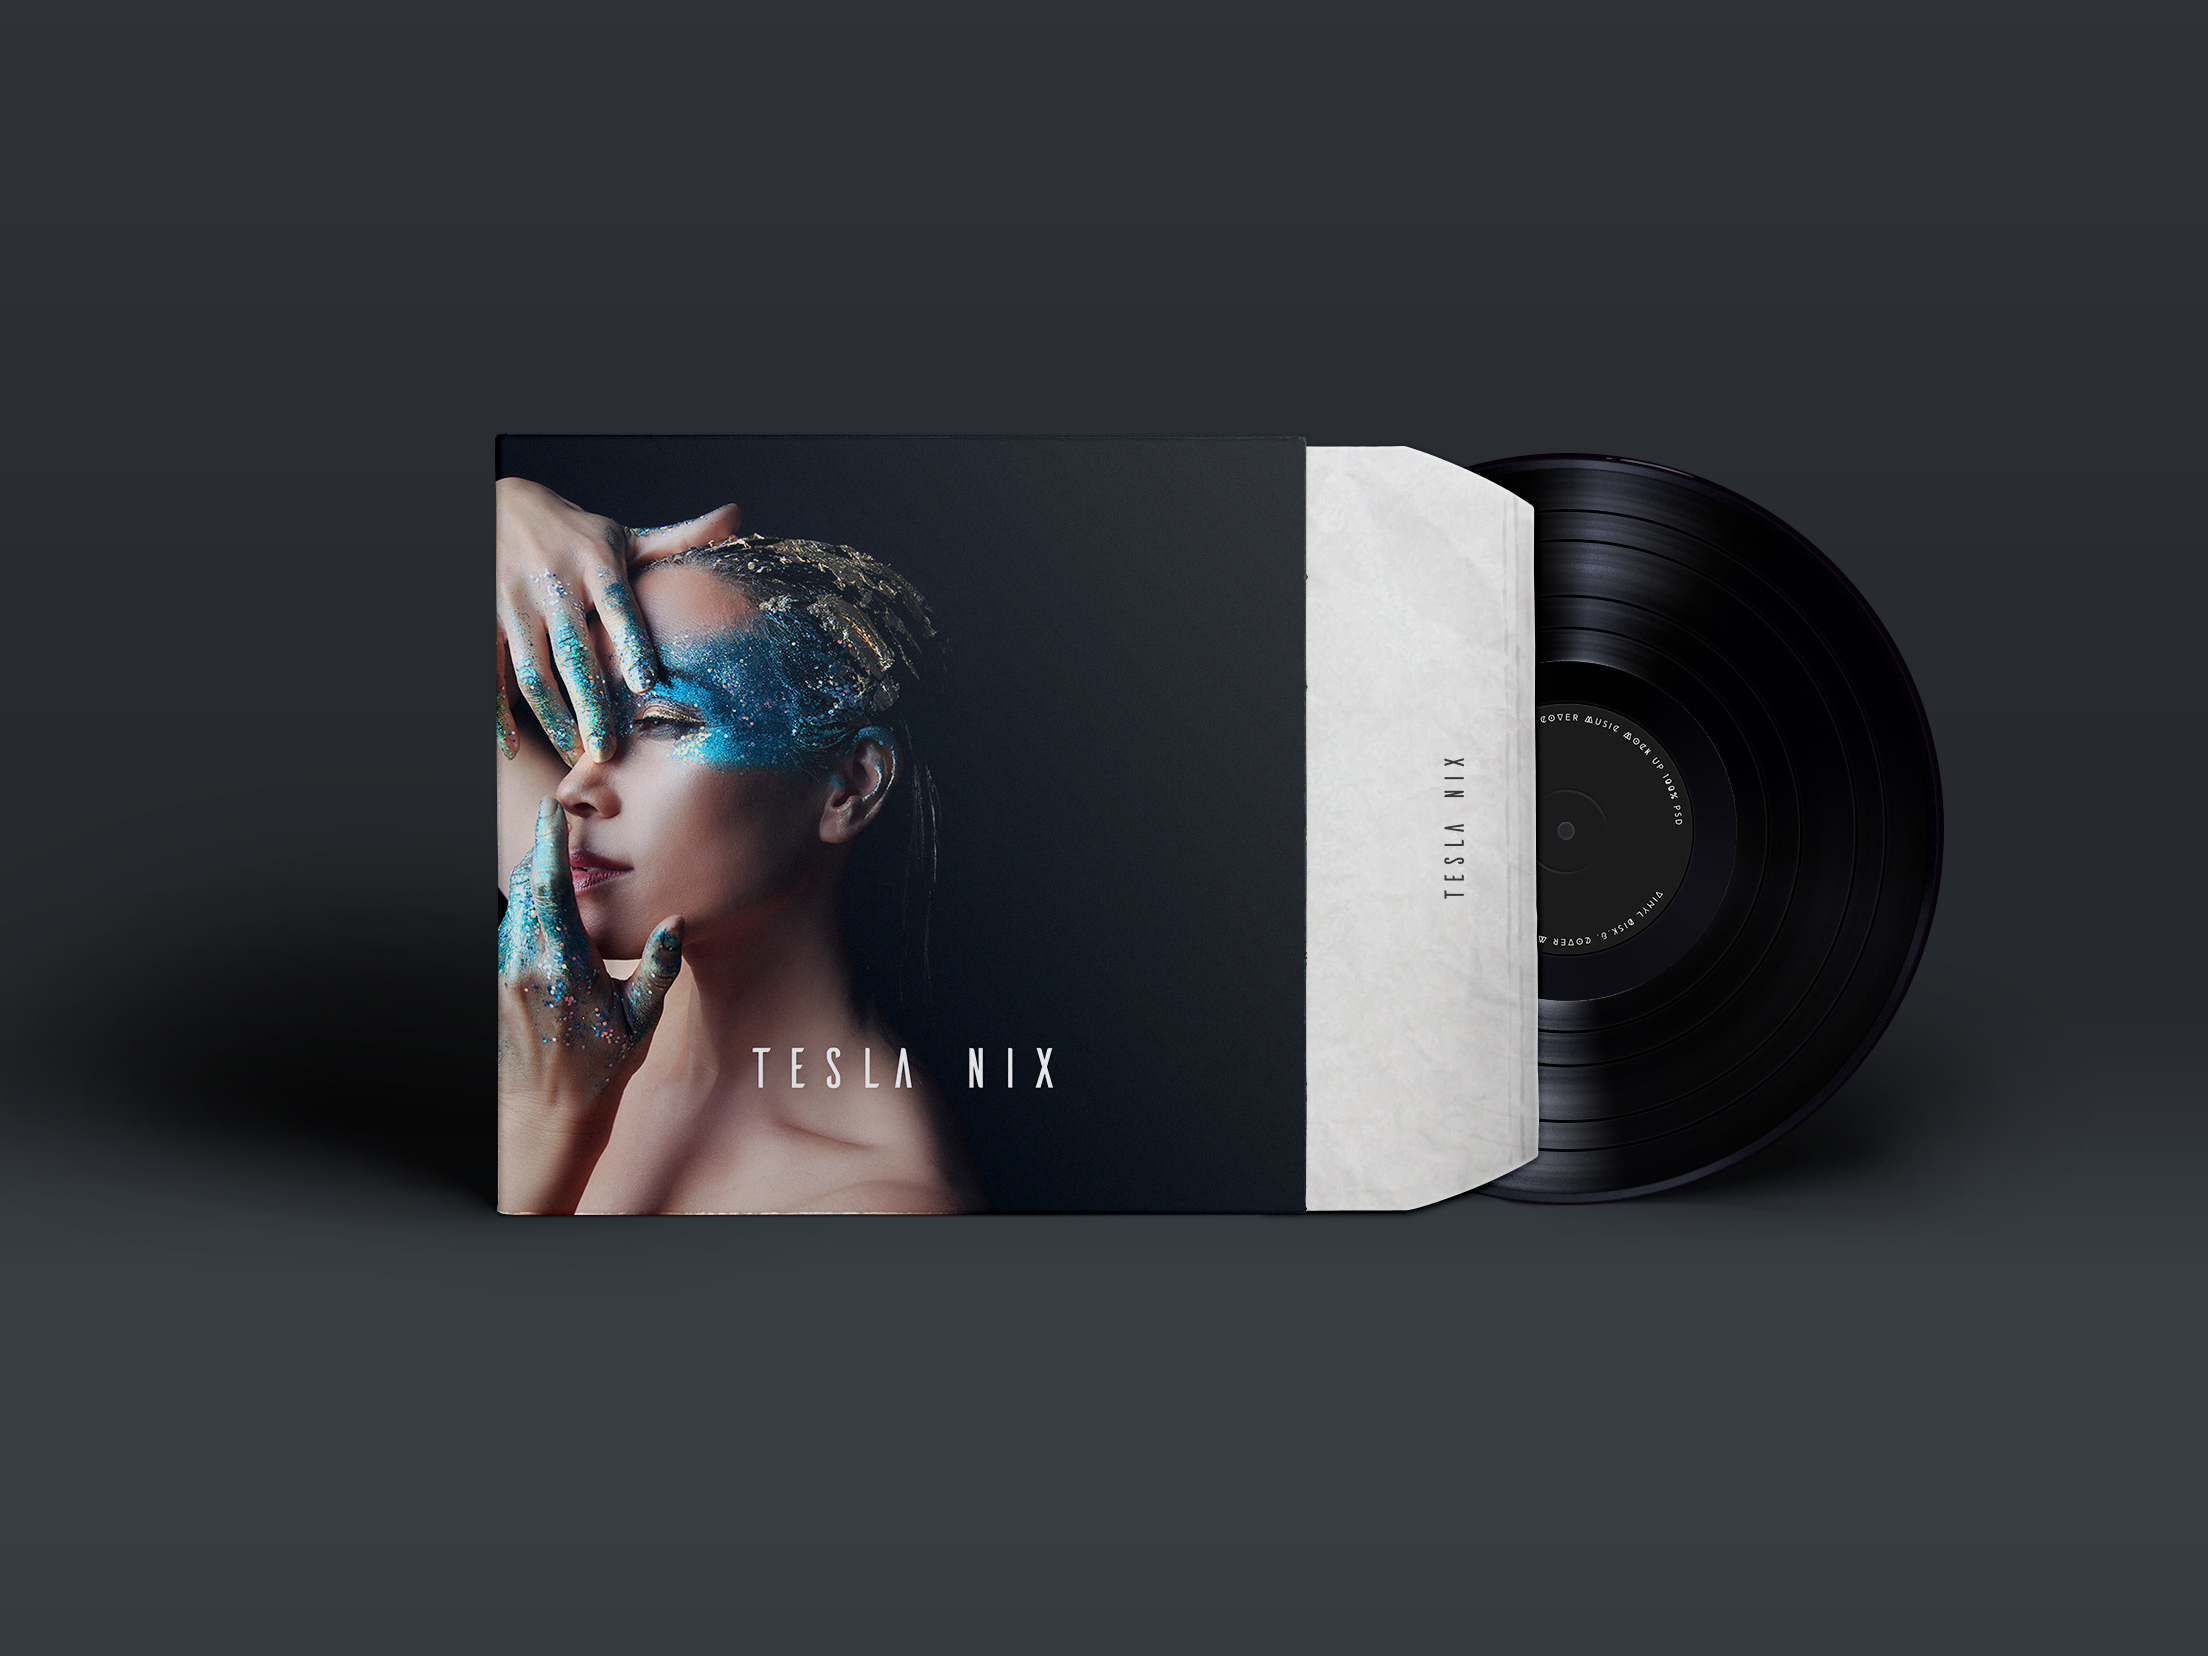 TESLA NIX
TESLA NIX
COVER MUSIC MOCK UP 100% PSD
VINYL DISK. & COVER M